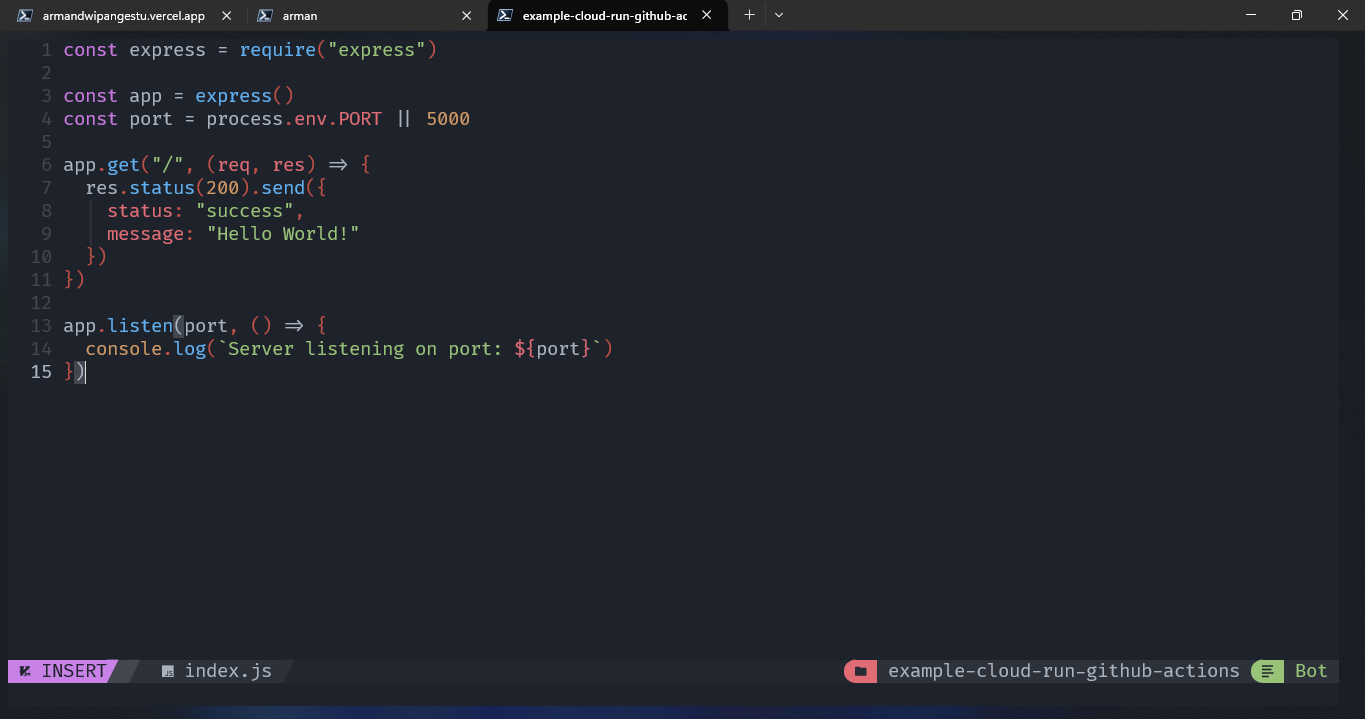 armandwipangestu.vercel.app
arman
example-cloud-run-github-ac
1 const express = require("express")
2
3 const app = express()
4 const port = process.env.PORT || 5000
5
6 app.get("/", (req, res) => {
7   res.status(200).send({
8     status: "success",
9     message: "Hello World!"
10   })
11 })
12
13 app.listen(port, () => {
14   console.log(`Server listening on port: ${port}`)
15 })
INSERT index.js example-cloud-run-github-actions Bot